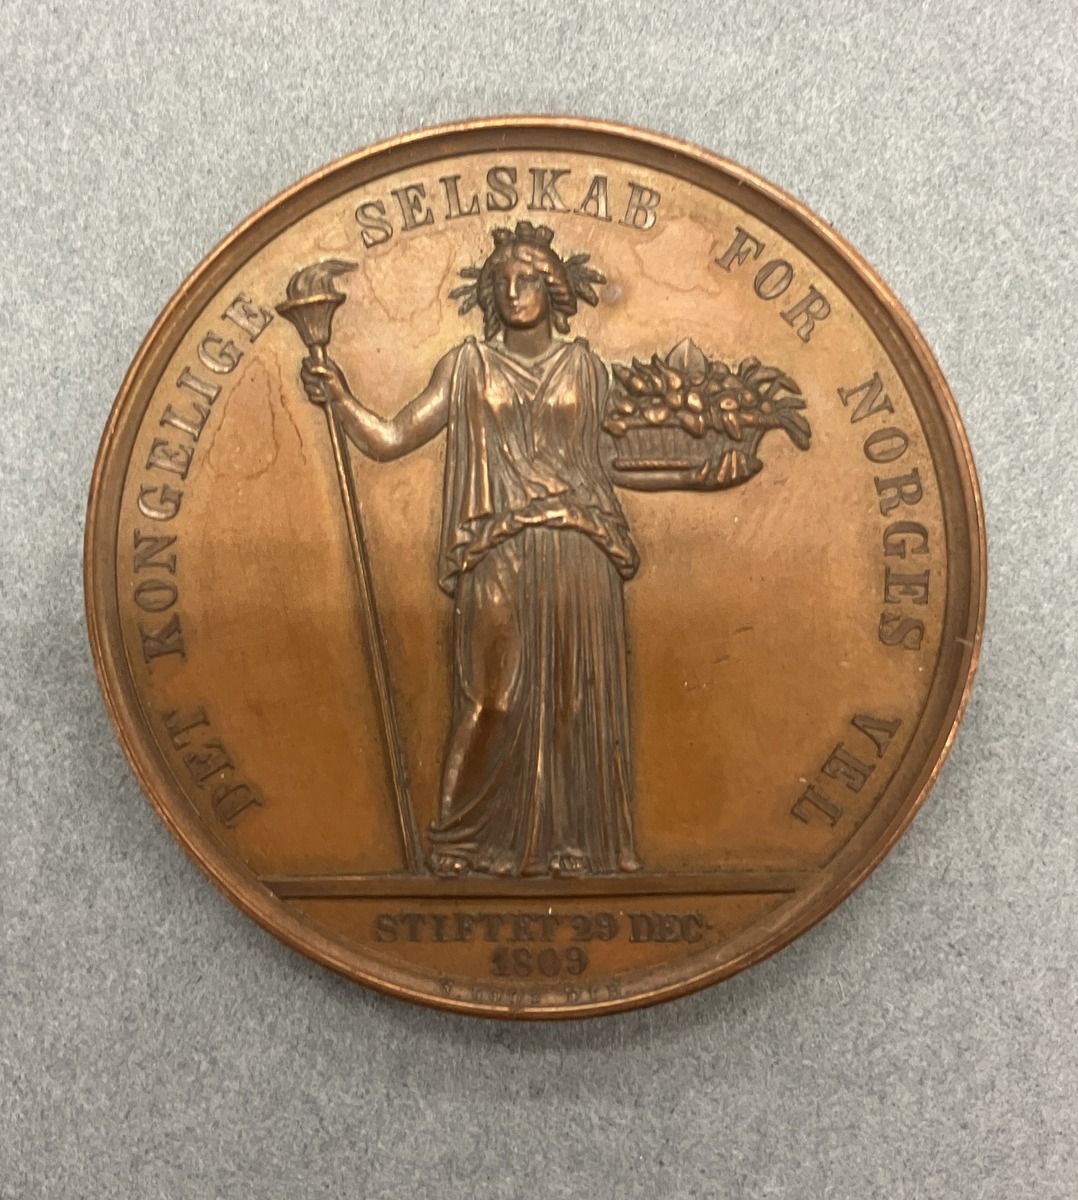 DET KONGELIGE SELSKAB FOR NORGES VEL
STIFTET 29 DEC.
1809